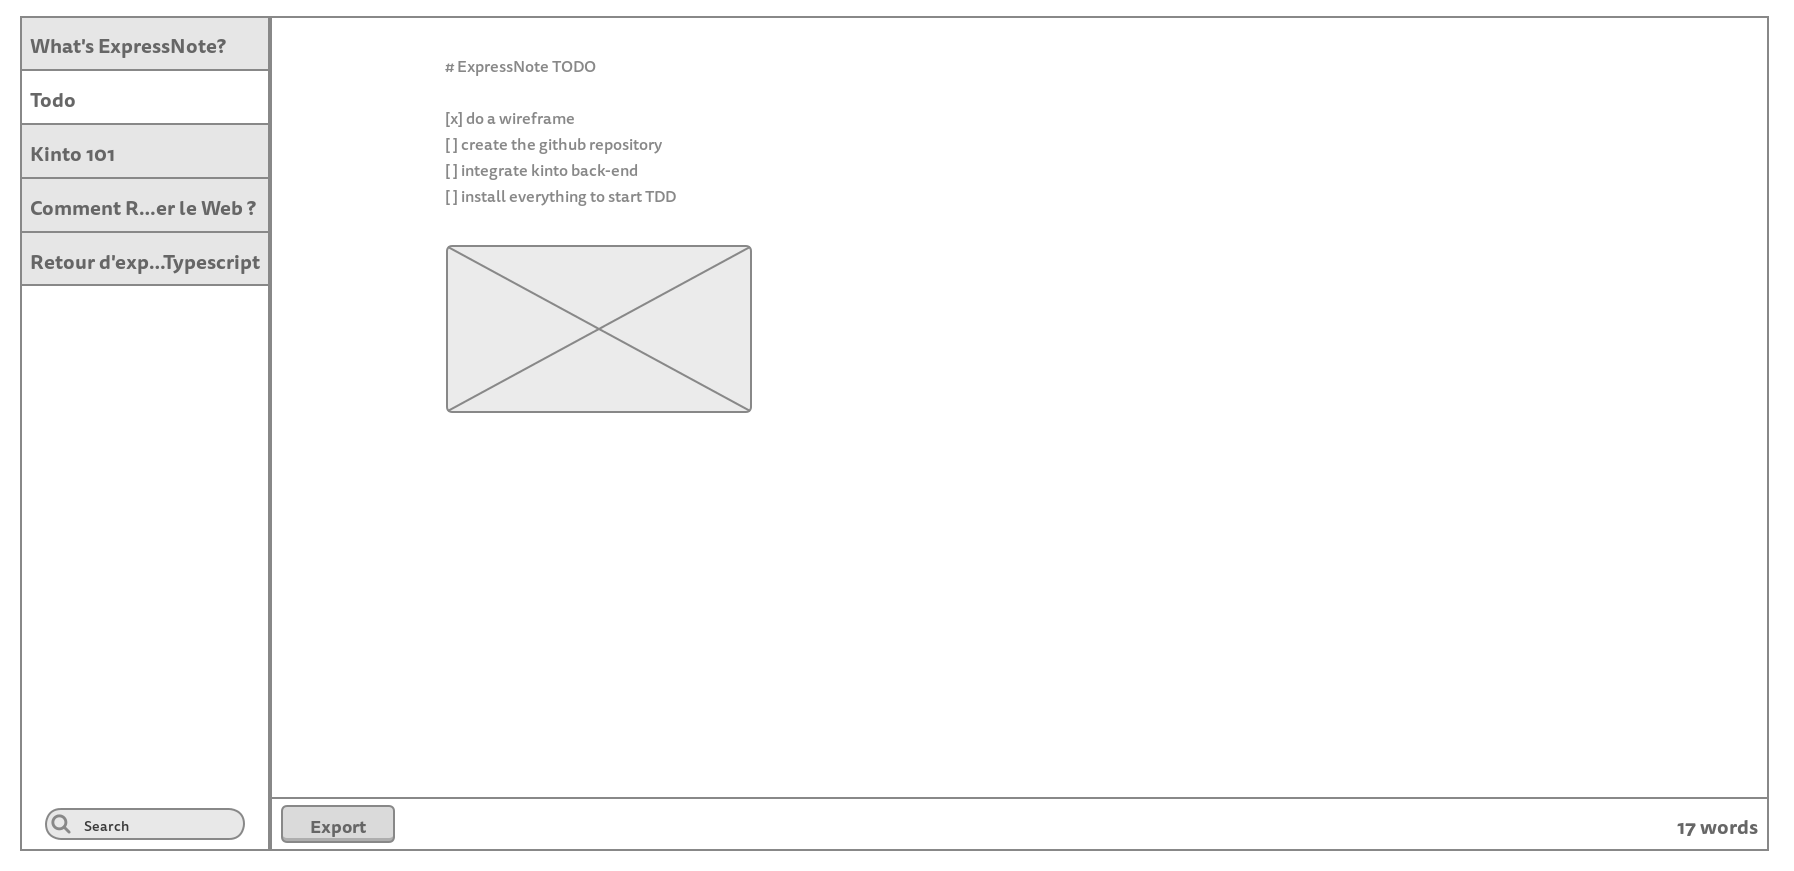 What's ExpressNote?
Todo
Kinto 101
Comment R...er le Web ?
Retour d'exp...Typescript
Search
# ExpressNote TODO
[x] do a wireframe
[ ] create the github repository
[ ] integrate kinto back-end
[ ] install everything to start TDD
Export
17 words